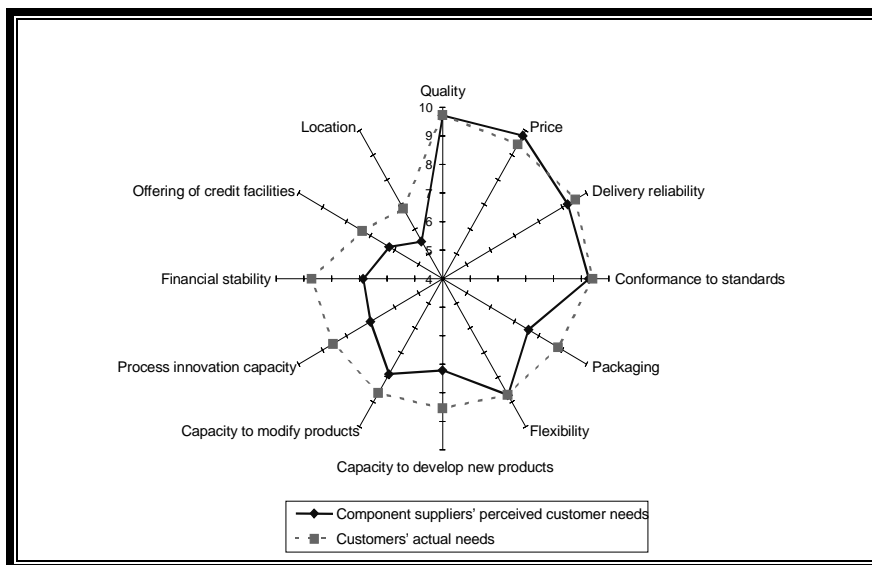 Quality
10
9
8
7
6
5
4
Price
Delivery reliability
Conformance to standards
Packaging
Flexibility
Capacity to develop new products
Capacity to modify products
Process innovation capacity
Financial stability
Offering of credit facilities
Location
Component suppliers' perceived customer needs
Customers' actual needs